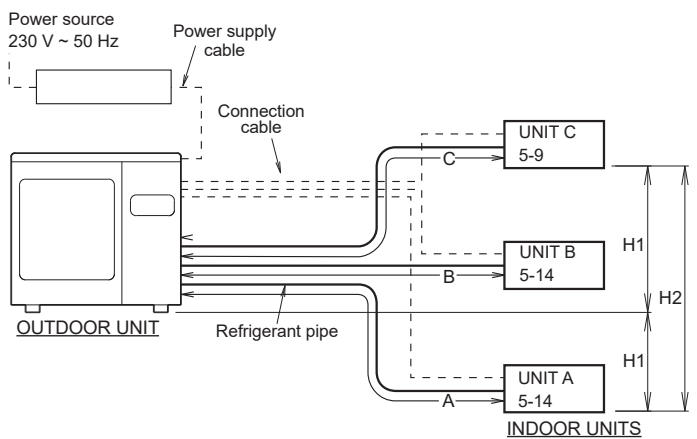 Power source
230 V ~ 50 Hz
Power supply
cable
Connection
cable
UNIT C
5-9
C
H1
UNIT B
5-14
B
H2
OUTDOOR UNIT
Refrigerant pipe
H1
UNIT A
5-14
A
INDOOR UNITS